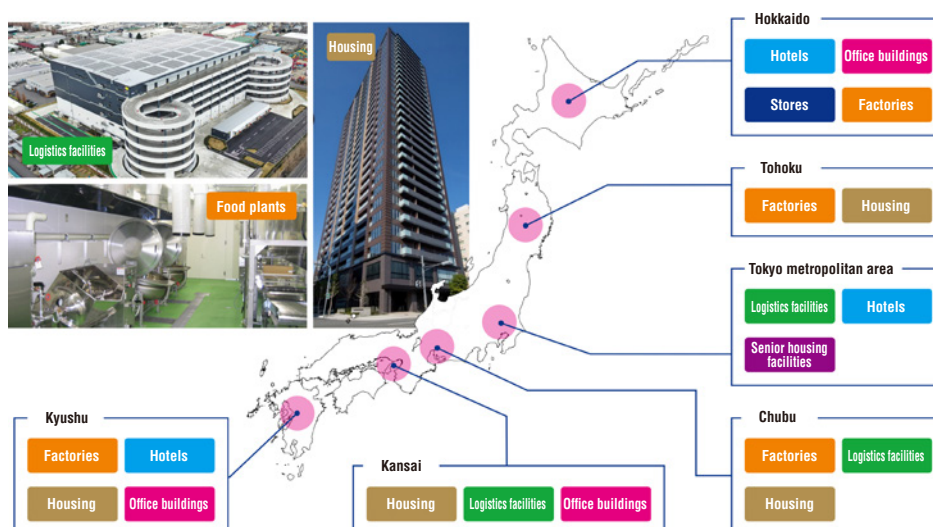 Housing
Logistics facilities
Food plants
Hokkaido
Hotels
Office buildings
Stores
Factories
Tohoku
Factories
Housing
Tokyo metropolitan area
Logistics facilities
Hotels
Senior housing
facilities
Kyushu
Factories
Hotels
Housing
Office buildings
Kansai
Housing
Logistics facilities
Office buildings
Chubu
Factories
Logistics facilities
Housing